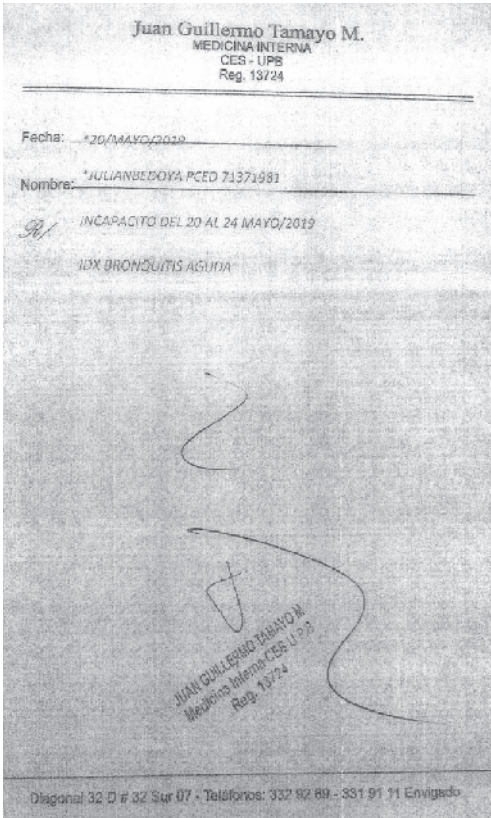 Juan Guillermo Tamayo M.
MEDICINA INTERNA
CES - UPB
Reg. 13724
Fecha: *20/MAYO/2019
Nombre: *JULIANBEDOYA PCED 71371981
R/ INCAPACITO DEL 20 AL 24 MAYO/2019
IDX BRONQUITIS AGUDA
JUAN GUILLERMO TAMAYO M.
Medicina Interna CES U.P.B
Reg. 13724
Diagonal 32 D # 32 Sur 07 - Teléfonos: 332 92 69 - 331 91 11 Envigado